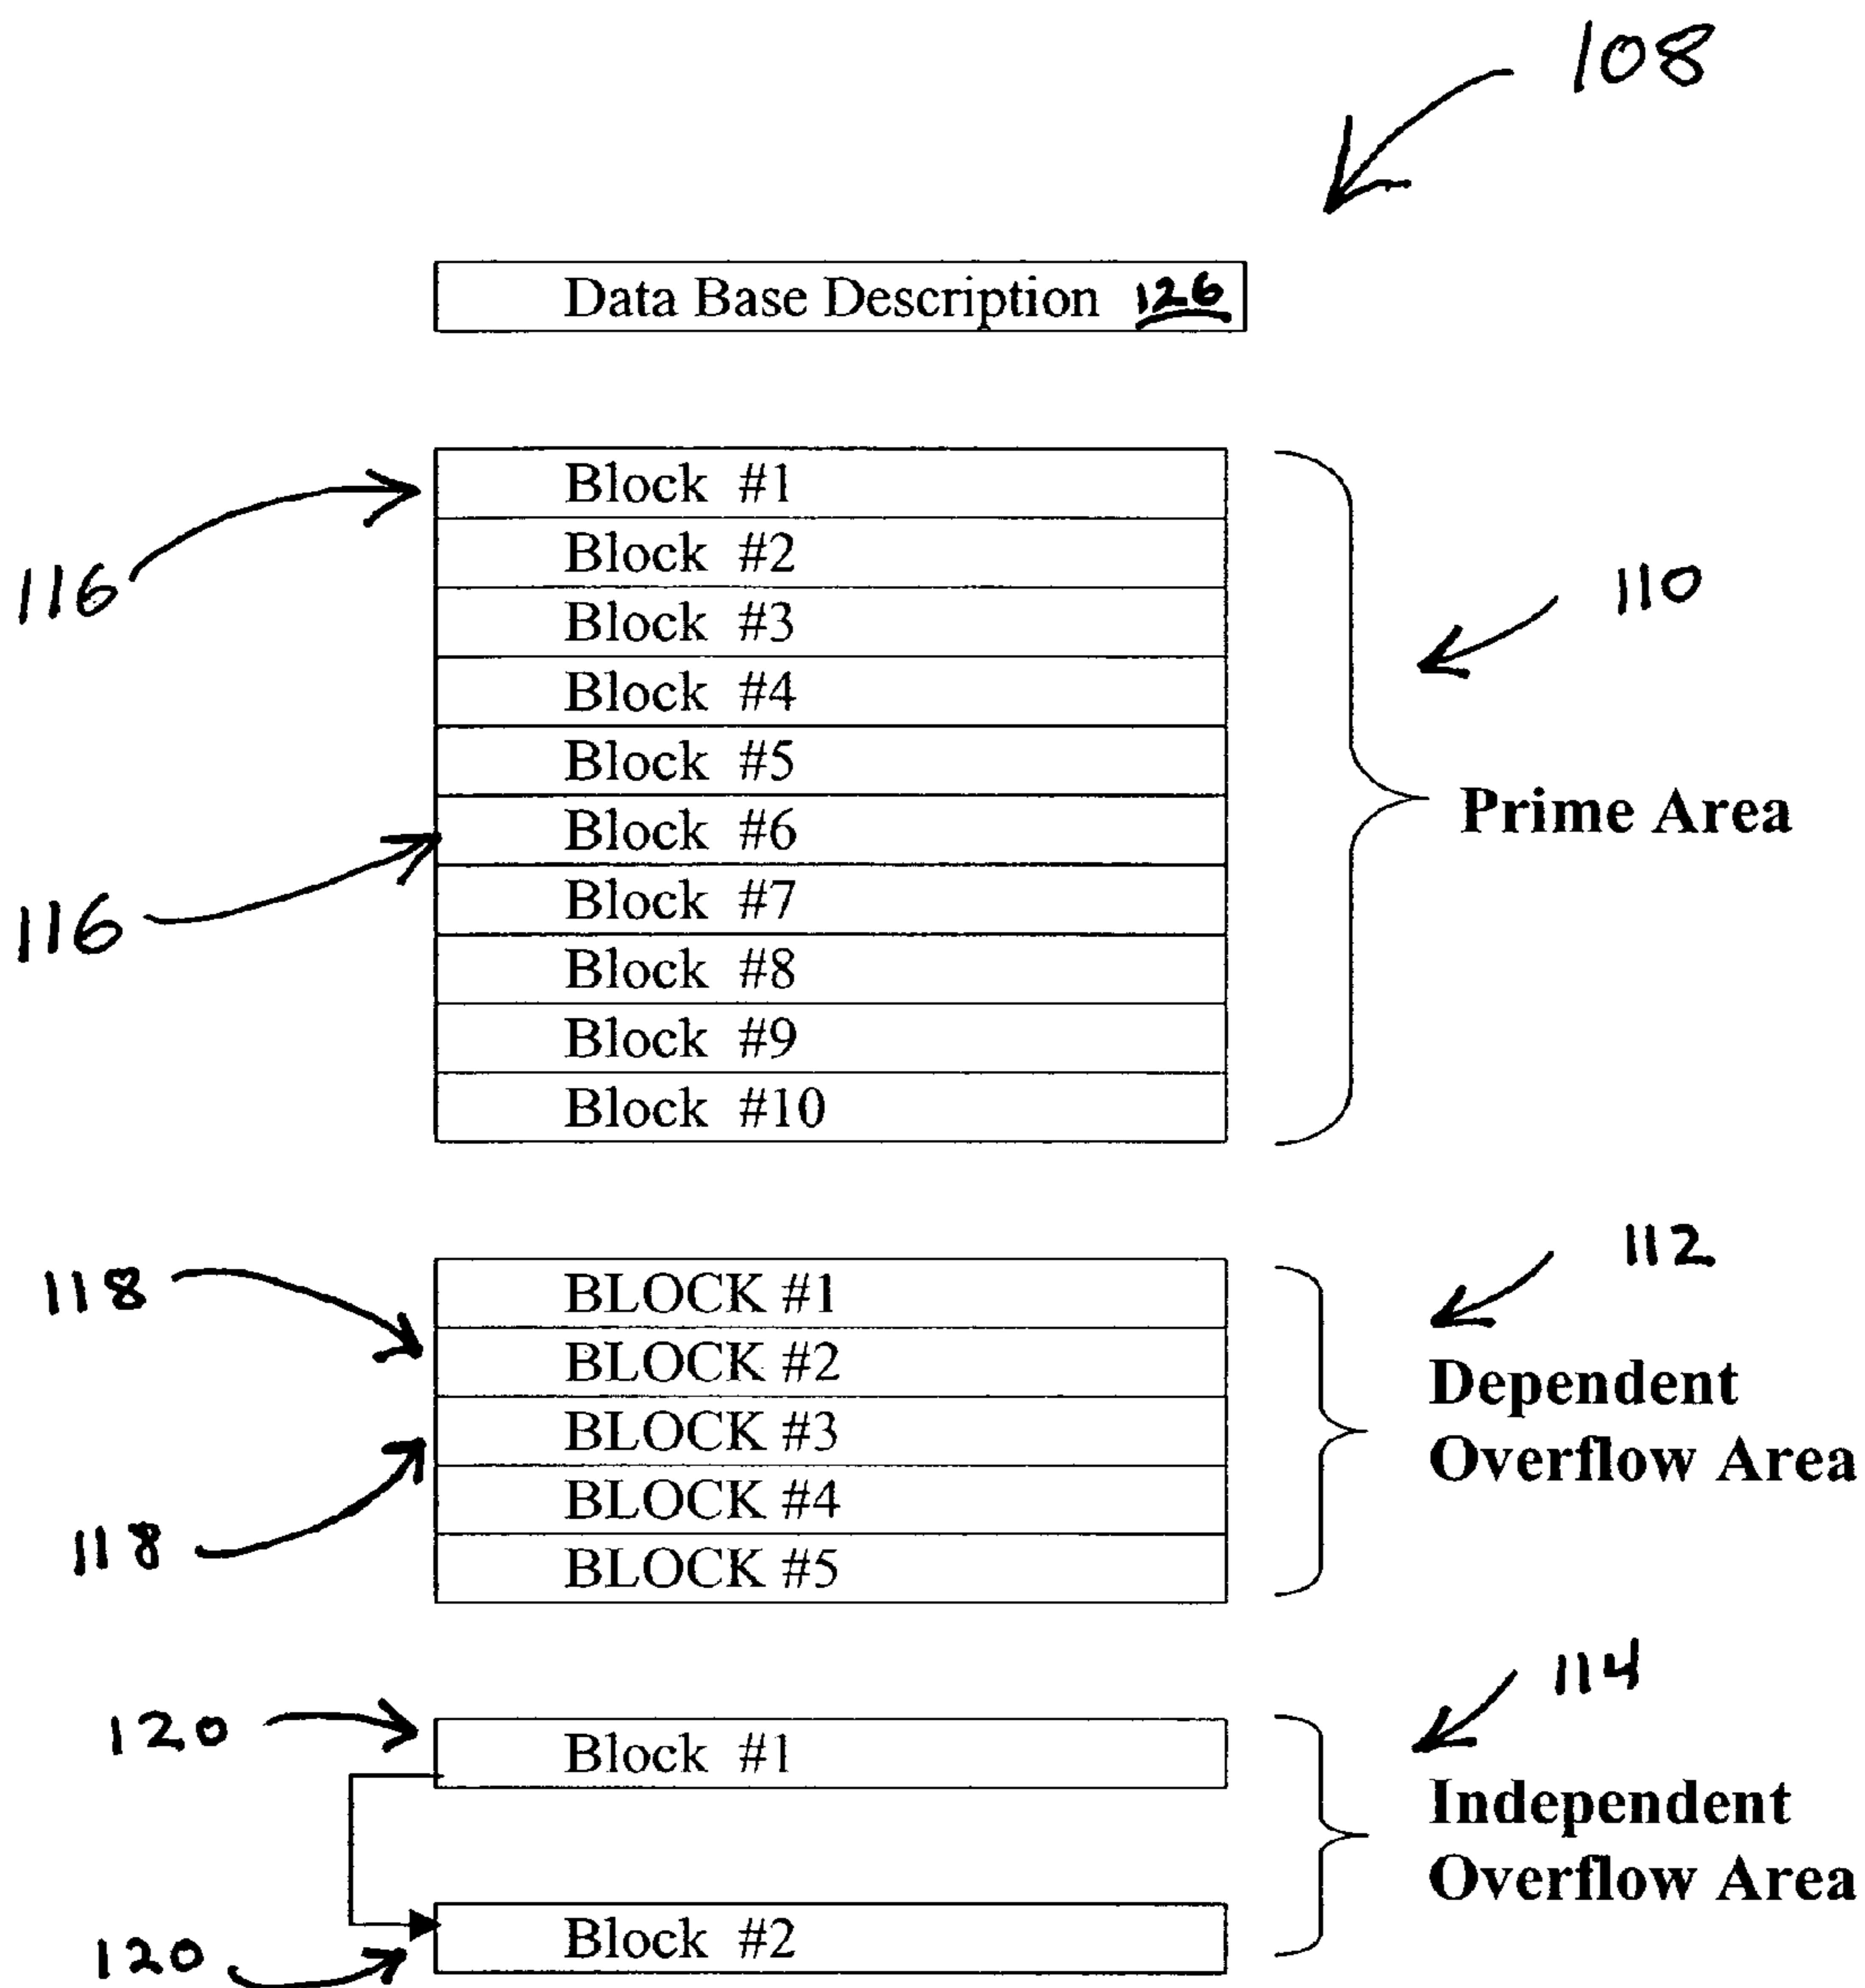 108
Data Base Description 126
Block #1
Block #2
116
Block #3
110
Block #4
Block #5
Block #6
Prime Area
Block #7
116
Block #8
Block #9
Block #10
112
118
BLOCK #1
BLOCK #2
Dependent
Overflow Area
BLOCK #3
BLOCK #4
118
BLOCK #5
114
120
Block #1
Independent
Overflow Area
Block #2
120